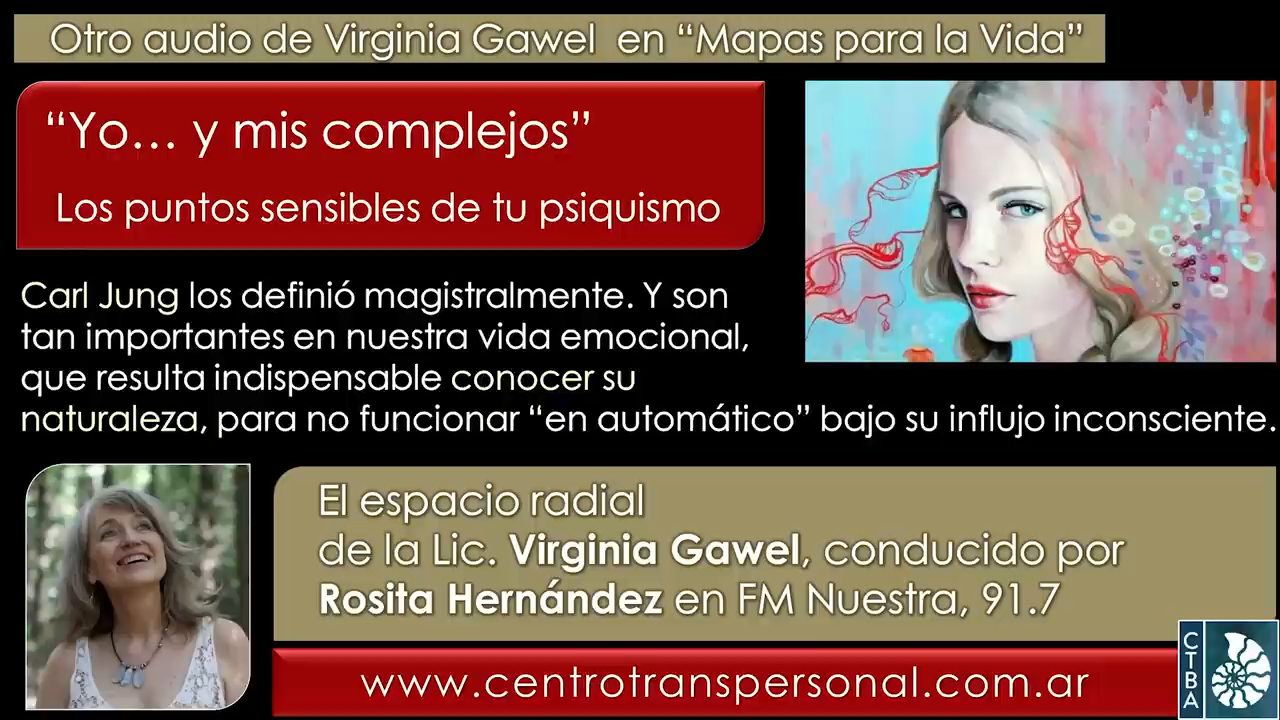 Otro audio de Virginia Gawel en “Mapas para la Vida”
“Yo... y mis complejos”
Los puntos sensibles de tu psiquismo
Carl Jung los definió magistralmente. Y son
tan importantes en nuestra vida emocional,
que resulta indispensable conocer su
naturaleza, para no funcionar “en automático” bajo su influjo inconsciente.
El espacio radial
de la Lic. Virginia Gawel, conducido por
Rosita Hernández en FM Nuestra, 91.7
www.centrotranspersonal.com.ar
CTBA